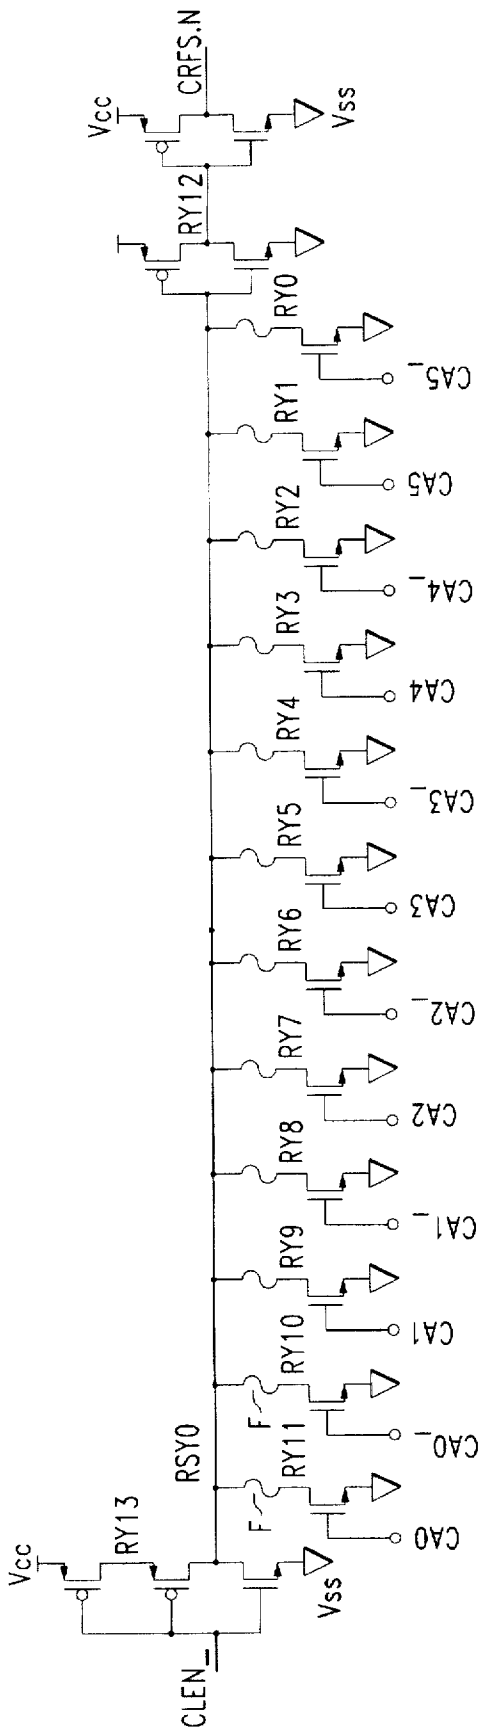 Vcc
RY13
CLEN_
Vss
RSY0
F
RY11
CA0
F
RY10
CA0_
RY9
CA1
RY8
CA1_
RY7
CA2
RY6
CA2_
RY5
CA3
RY4
CA3_
RY3
CA4
RY2
CA4_
RY1
CA5
RY0
CA5_
RY12
Vcc
CRFS.N
Vss